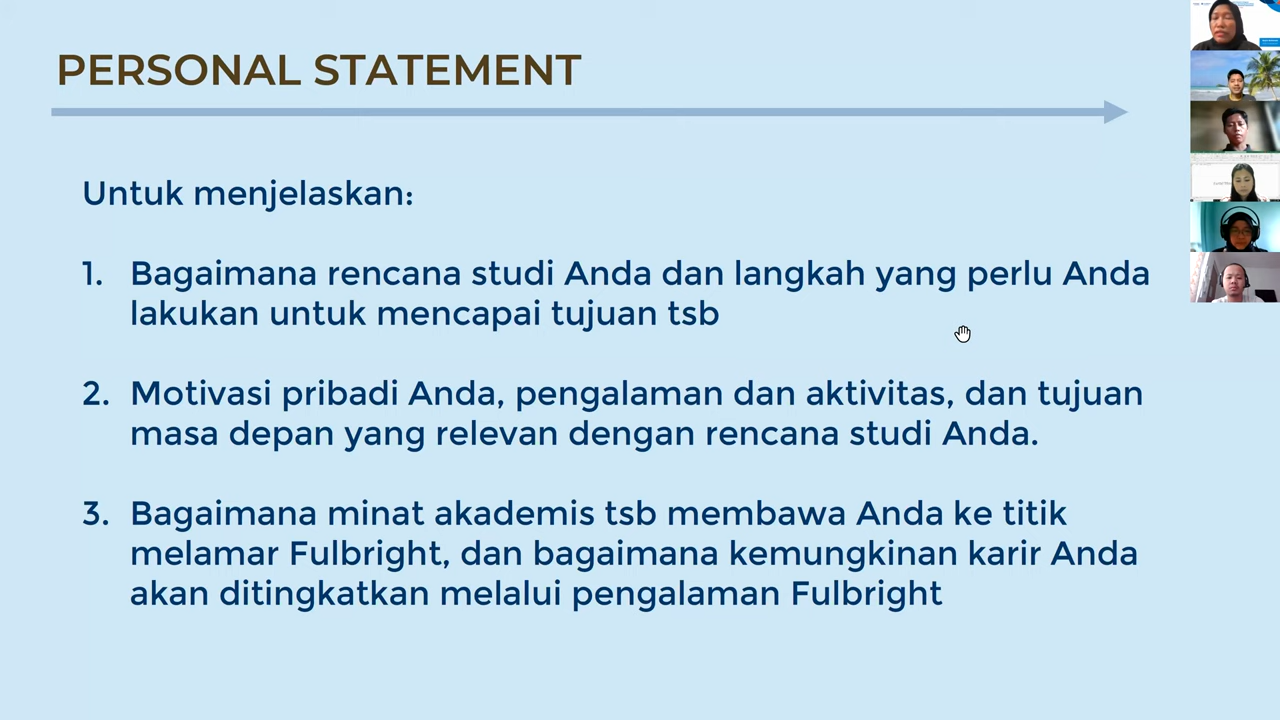 PERSONAL STATEMENT
Untuk menjelaskan:
1. Bagaimana rencana studi Anda dan langkah yang perlu Anda
lakukan untuk mencapai tujuan tsb
2. Motivasi pribadi Anda, pengalaman dan aktivitas, dan tujuan
masa depan yang relevan dengan rencana studi Anda.
3. Bagaimana minat akademis tsb membawa Anda ke titik
melamar Fulbright, dan bagaimana kemungkinan karir Anda
akan ditingkatkan melalui pengalaman Fulbright